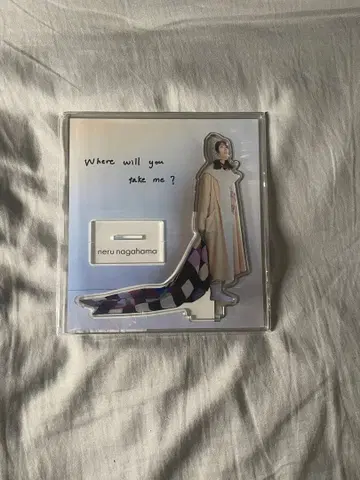 Where will you
take me?
neru nagahama